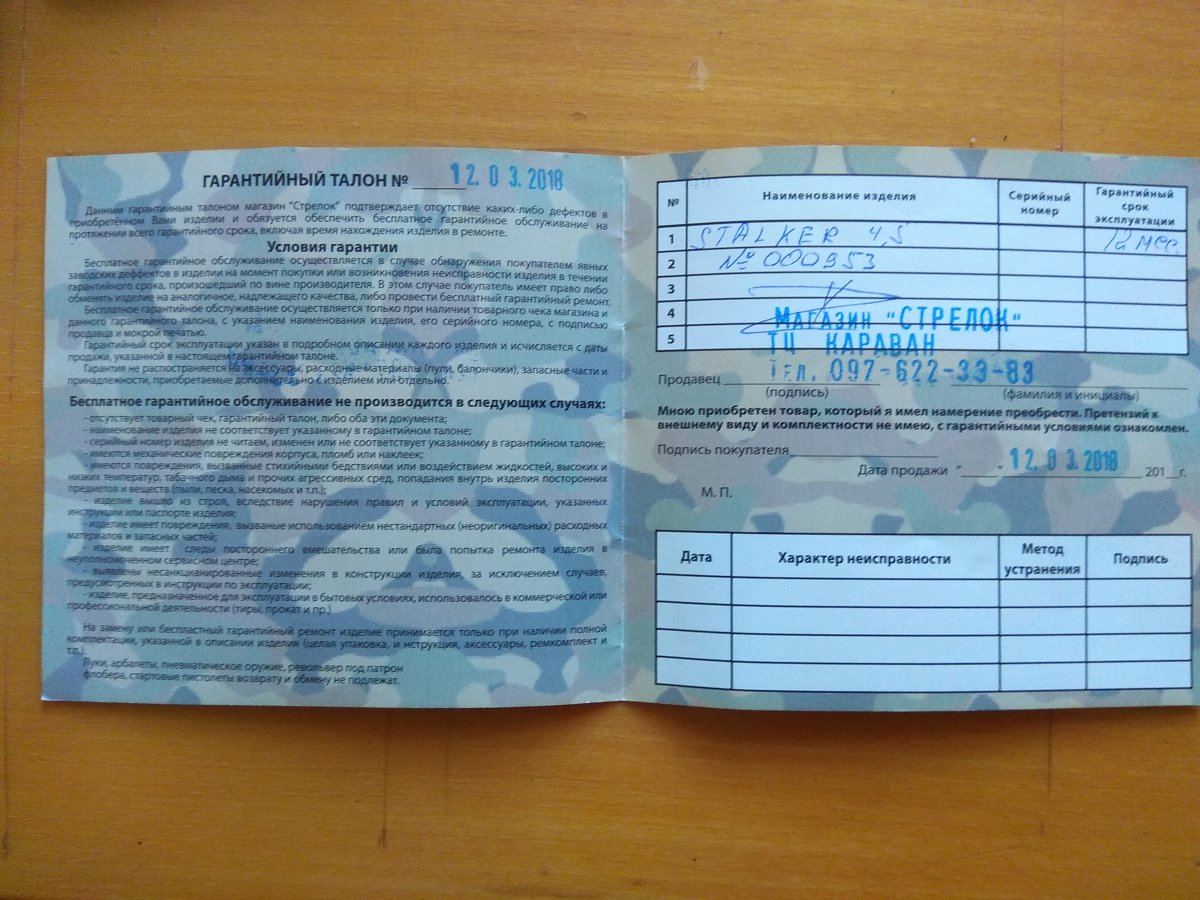 ГАРАНТИЙНЫЙ ТАЛОН № 12. 0 3. 2018
Данным гарантийным талоном магазин "Стрелок" подтверждает отсутствие каких-либо дефектов в
приобретённом Вами изделии и обязуется обеспечить бесплатное гарантийное обслуживание на
протяжении всего гарантийного срока, включая время нахождения изделия в ремонте.
Условия гарантии
Бесплатное гарантийное обслуживание осуществляется в случае обнаружения покупателем явных
заводских деффектов в изделии на момент покупки или возникновения неисправности изделия в течении
гарантийного срока, произошедший по вине производителя. В этом случае покупатель имеет право либо
обменять изделие на аналогичное, надлежащего качества, либо провести бесплатный гарантийный ремонт.
Бесплатное гарантийное обслуживание осуществляется только при наличии товарного чека магазина и
данного гарантийного талона, с указанием наименования изделия, его серийного номера, с подписью
продавца и мокрой печатью.
Гарантийный срок эксплуатации указан в подробном описании каждого изделия и исчисляется с даты
продажи, указанной в настоящем гарантийном талоне.
Гарантия не распространяется на аксессуары, расходные материалы (пули, балончики), запасные части и
принадлежности, приобретаемые дополнительно с изделием или отдельно.
Бесплатное гарантийное обслуживание не производится в следующих случаях:
- отсутствует товарный чек, гарантийный талон, либо оба эти документа;
- наименование изделия не соответствует указанному в гарантийном талоне;
- серийный номер изделия не читаем, изменен или не соответствует указанному в гарантийном талоне;
- имеются механические повреждения корпуса, пломб или наклеек;
- имеются повреждения, вызванные стихийными бедствиями или воздействием жидкостей, высоких и
низких температур, табачного дыма и прочих агрессивных сред, попадания внутрь изделия посторонних
предметов и веществ (пыли, песка, насекомых и т.п.);
- изделие вышло из строя, вследствие нарушения правил и условий эксплуатации, указанных
инструкции или паспорте изделия;
- изделие имеет повреждения, вызваные использованием нестандартных (неоригинальных) расходных
материалов и запасных частей;
- изделие имеет следы постороннего вмешательства или была попытка ремонта изделия в
неуполномоченном сервисном центре;
- выявлены несанкцианированные изменения в конструкции изделия, за исключением случаев,
предусмотренных в инструкции по эксплуатации;
- изделие, предназначенное для эксплуатации в бытовых условиях, использовалось в коммерческой или
профессиональной деятельности (тиры, прокат и пр.)
На замену или беспластный гарантийный ремонт изделие принимается только при наличии полной
комплектации, указанной в описании изделия (целая упаковка, и нструкция, аксессуары, ремкомплект и
т.п.)
Луки, арбалеты, пневматическое оружие, револьвер под патрон
флобера, стартовые пистолеты возврату и обмену не подлежат.
№ Наименование изделия Серийный номер Гарантийный срок эксплуатации
1 STALKER 4,5 12 мес.
2 № 000953
3
4 МАГАЗИН "СТРЕЛОК"
5 ТЦ КАРАВАН
Продавец ТЕЛ. 097-622-33-83
(подпись) (фамилия и инициалы)
Мною приобретен товар, который я имел намерение преобрести. Претензий к
внешнему виду и комплектности не имею, с гарантийными условиями ознакомлен.
Подпись покупателя
Дата продажи " " 12. 0 3. 2018 201 г.
М. П.
Дата Характер неисправности Метод устранения Подпись